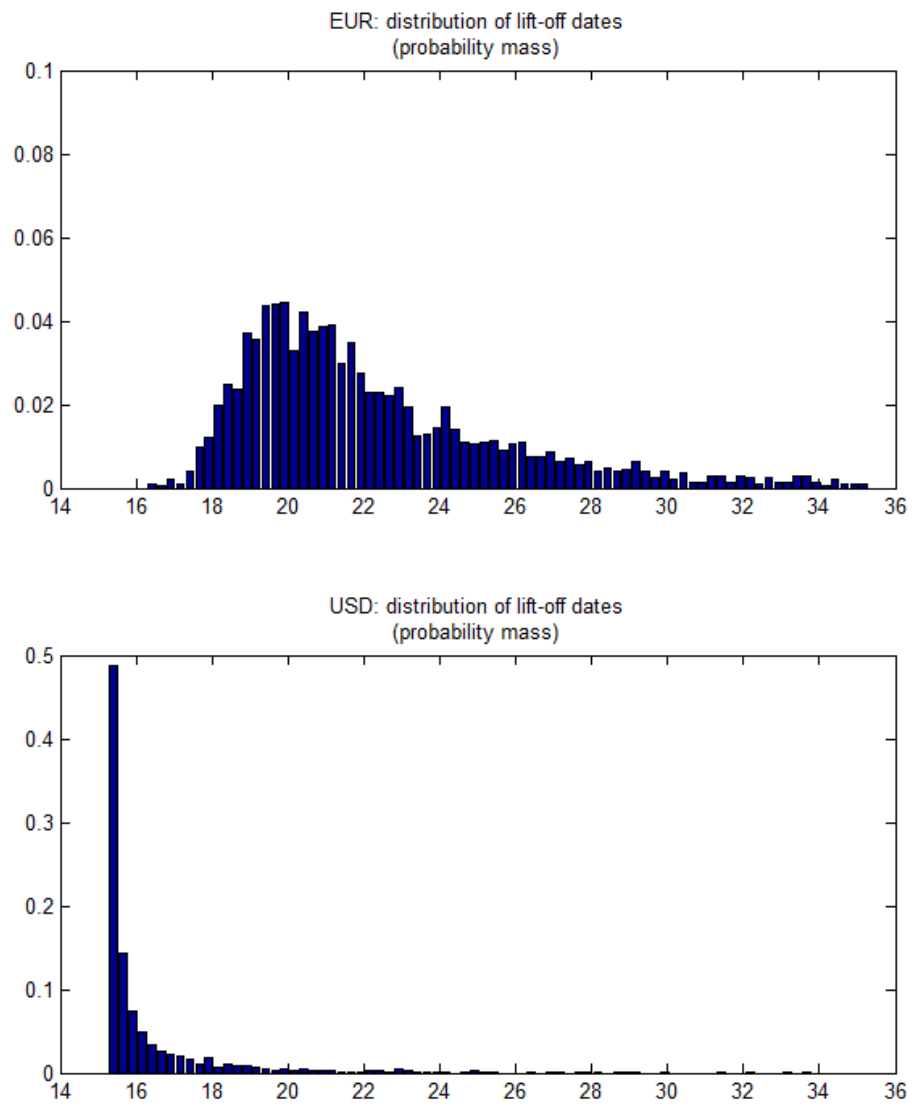 EUR: distribution of lift-off dates
(probability mass)
0.1
0.08
0.06
0.04
0.02
0
14 16 18 20 22 24 26 28 30 32 34 36
USD: distribution of lift-off dates
(probability mass)
0.5
0.4
0.3
0.2
0.1
0
14 16 18 20 22 24 26 28 30 32 34 36